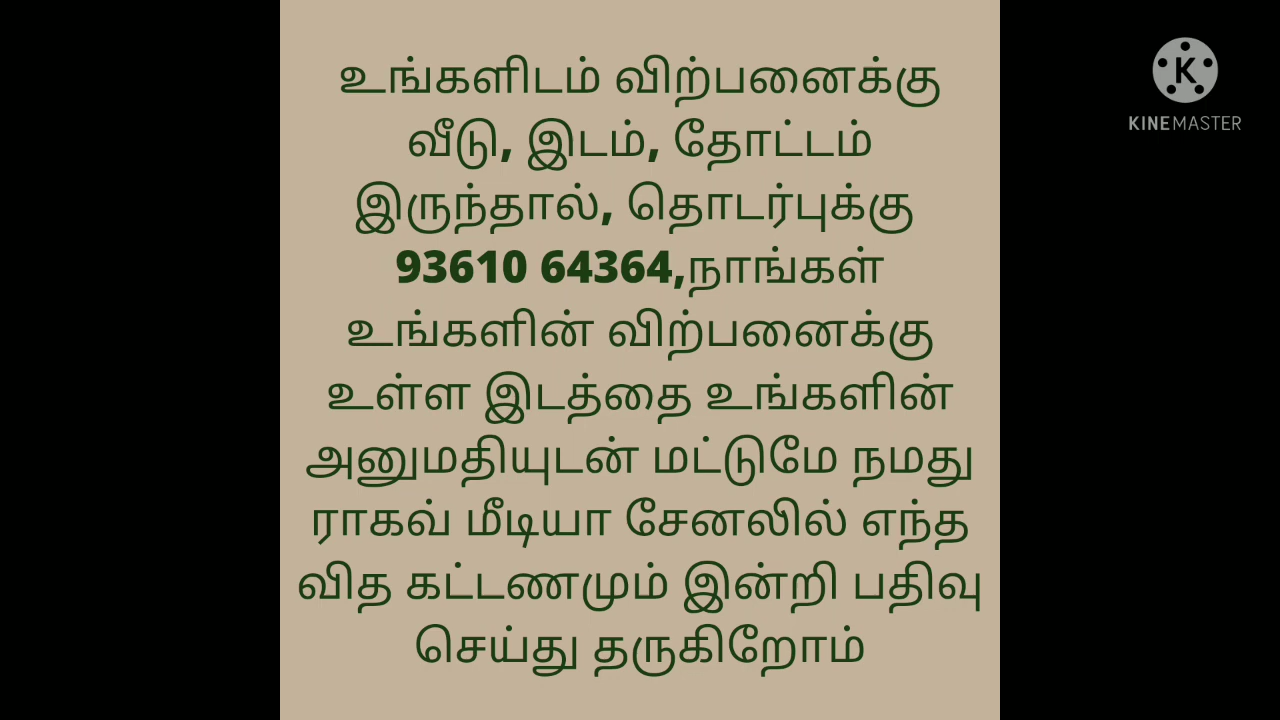 உங்களிடம் விற்பனைக்கு
வீடு, இடம், தோட்டம்
இருந்தால், தொடர்புக்கு
93610 64364,நாங்கள்
உங்களின் விற்பனைக்கு
உள்ள இடத்தை உங்களின்
அனுமதியுடன் மட்டுமே நமது
ராகவ் மீடியா சேனலில் எந்த
வித கட்டணமும் இன்றி பதிவு
செய்து தருகிறோம்
K
KINEMASTER